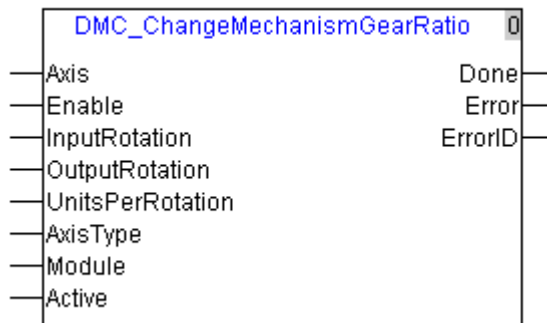 DMC_ChangeMechanismGearRatio 0
Axis Done
Enable Error
InputRotation ErrorID
OutputRotation
UnitsPerRotation
AxisType
Module
Active